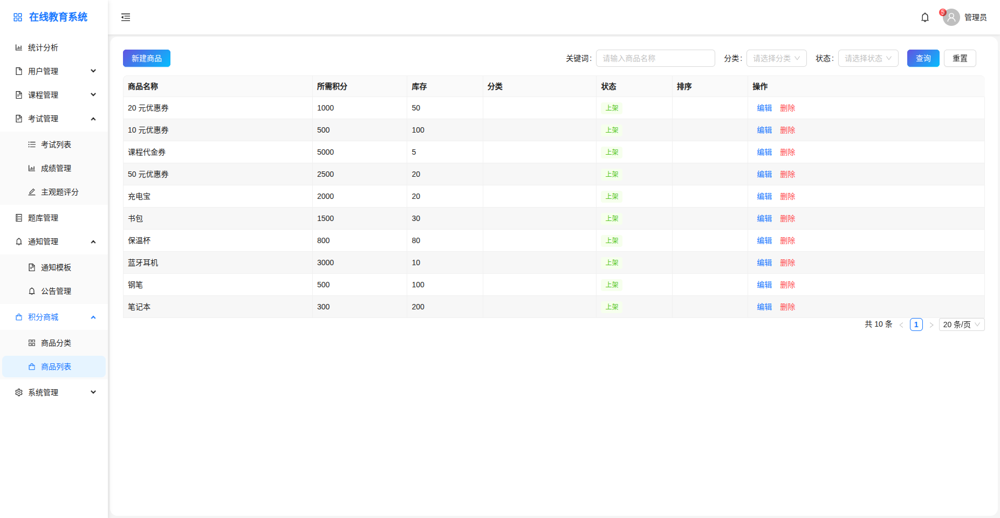 在线教育系统
统计分析
用户管理
课程管理
考试管理
考试列表
成绩管理
主观题评分
题库管理
通知管理
通知模板
公告管理
积分商城
商品分类
商品列表
系统管理
5 管理员
新建商品 关键词: 请输入商品名称 分类: 请选择分类 状态: 请选择状态 查询 重置
商品名称 所需积分 库存 分类 状态 排序 操作
20 元优惠券 1000 50 上架 编辑 删除
10 元优惠券 500 100 上架 编辑 删除
课程代金券 5000 5 上架 编辑 删除
50 元优惠券 2500 20 上架 编辑 删除
充电宝 2000 20 上架 编辑 删除
书包 1500 30 上架 编辑 删除
保温杯 800 80 上架 编辑 删除
蓝牙耳机 3000 10 上架 编辑 删除
钢笔 500 100 上架 编辑 删除
笔记本 300 200 上架 编辑 删除
共 10 条 1 20 条/页